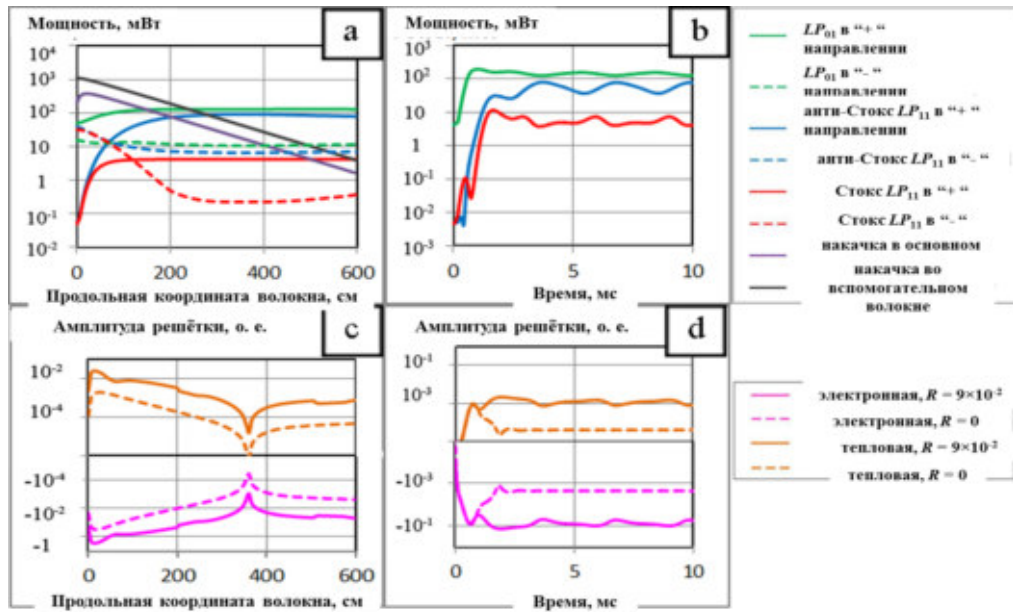 Мощность, мВт
a
10⁴
10³
10²
10
1
10⁻¹
10⁻²
0
200
400
600
Продольная координата волокна, см
Мощность, мВт
b
10³
10²
10
1
10⁻¹
10⁻²
10⁻³
0
5
10
Время, мс
LP₀₁ в “+ “
направлении
LP₀₁ в “- “
направлении
анти-Стокс LP₁₁ в “+ “
направлении
анти-Стокс LP₁₁ в “- “
Стокс LP₁₁ в “+ “
Стокс LP₁₁ в “- “
накачка в основном
накачка во
вспомогательном
волокне
Амплитуда решётки, о. е.
c
10⁻²
10⁻⁴
-10⁻⁴
-10⁻²
-1
0
200
400
600
Продольная координата волокна, см
Амплитуда решётки, о. е.
d
10⁻¹
10⁻³
-10⁻³
-10⁻¹
0
5
10
Время, мс
электронная, R = 9×10⁻²
электронная, R = 0
тепловая, R = 9×10⁻²
тепловая, R = 0